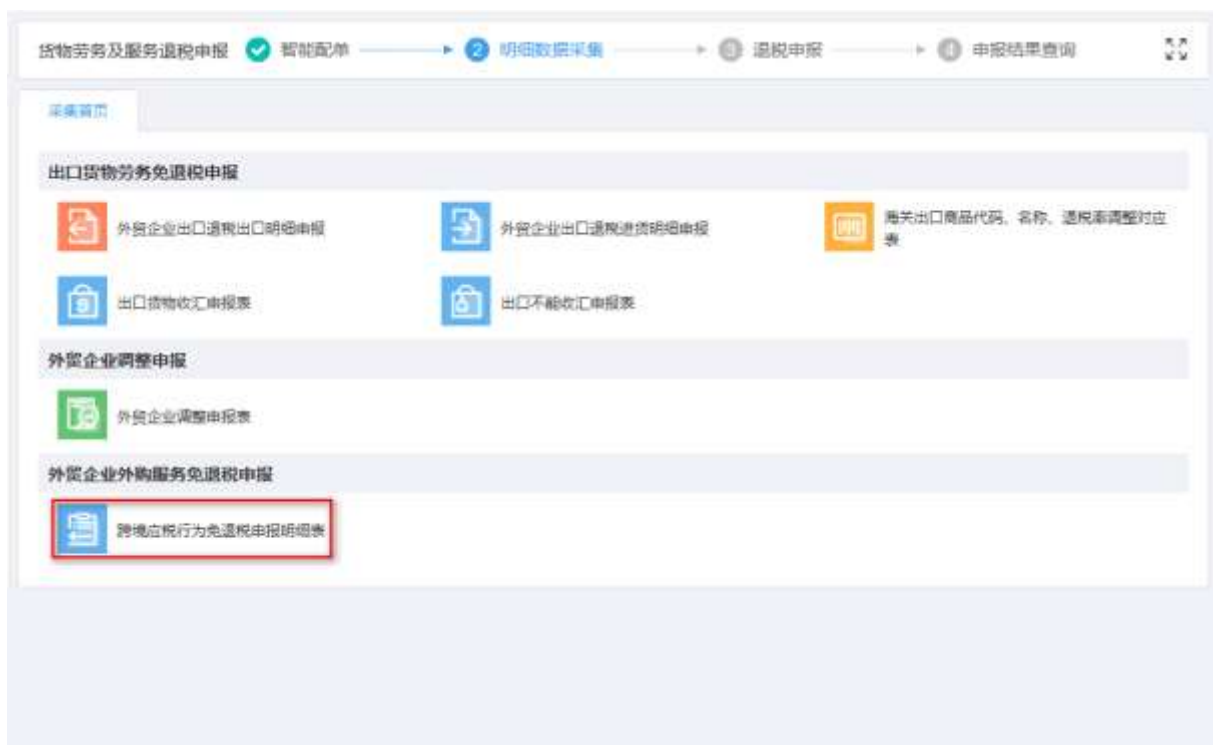 货物劳务及服务退税申报 智能配单 2 明细数据采集 3 退税申报 4 申报结果查询
采集首页
出口货物劳务免退税申报
外贸企业出口退税出口明细申报 外贸企业出口退税进货明细申报 海关出口商品代码、名称、退税率调整对应
表
出口货物收汇申报表 出口不能收汇申报表
外贸企业调整申报
外贸企业调整申报表
外贸企业外购服务免退税申报
跨境应税行为免退税申报明细表